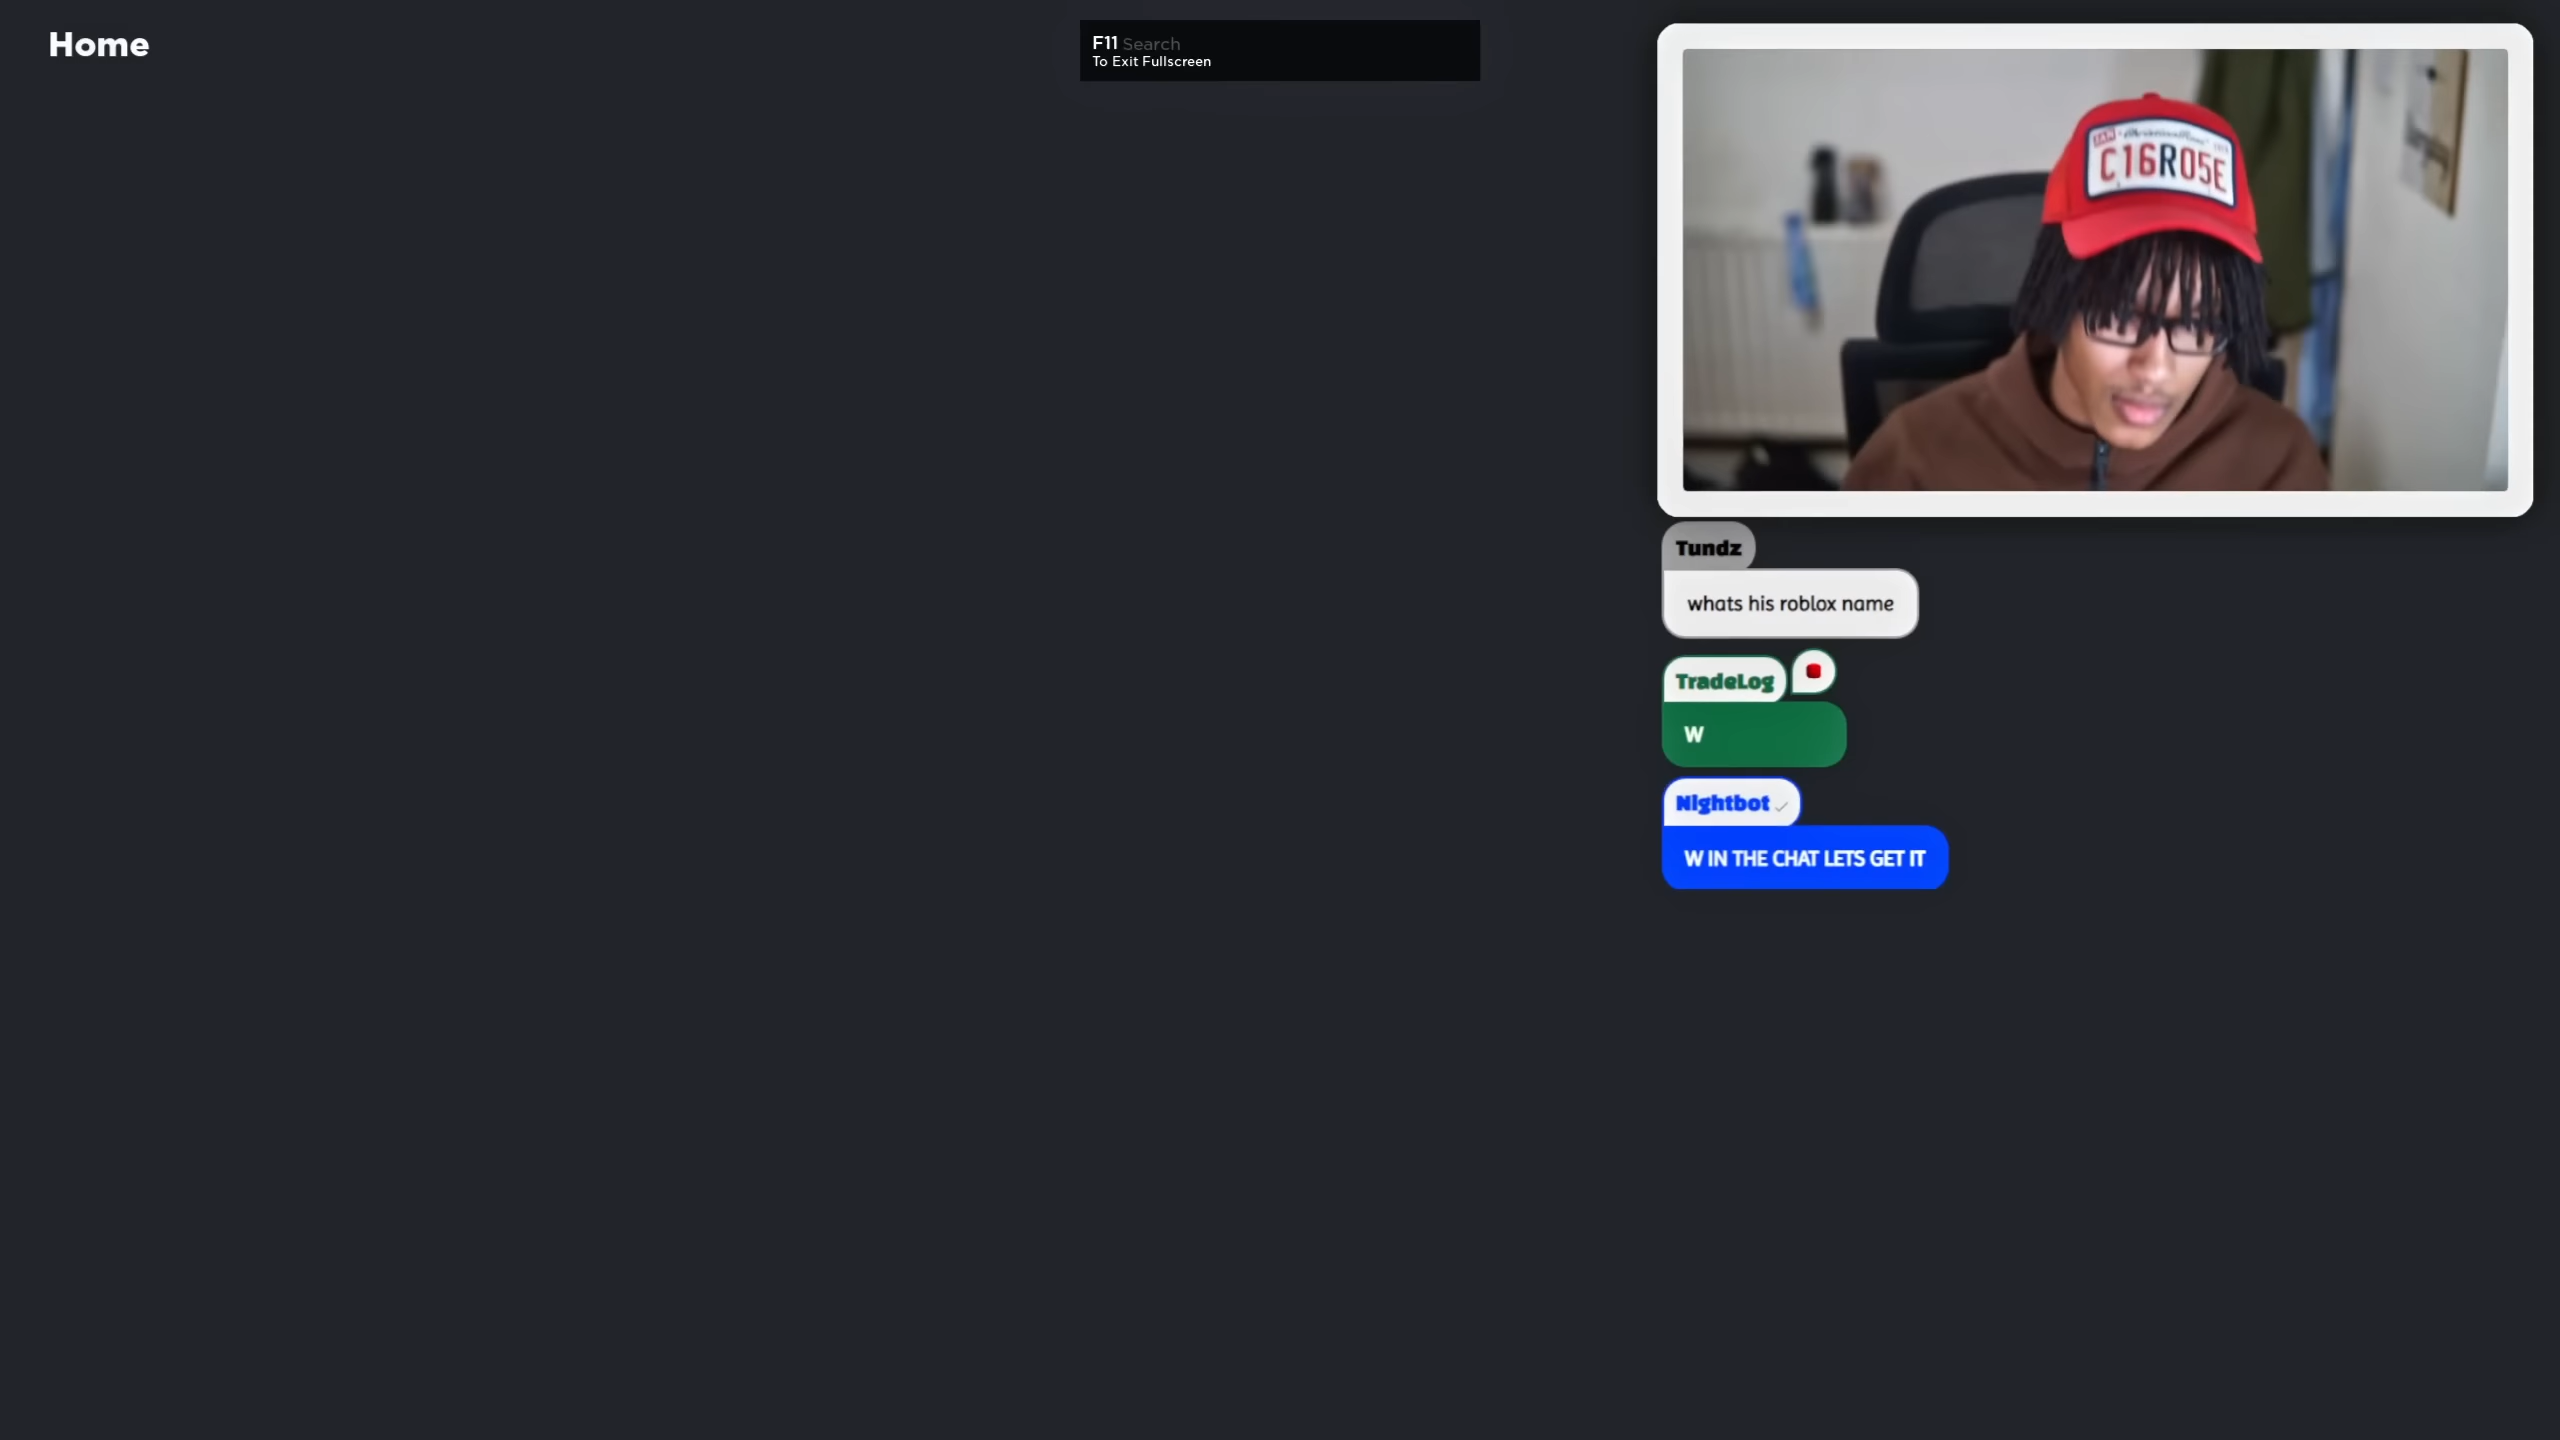 Home
F11 Search
To Exit Fullscreen
C16R05E
Tundz
whats his roblox name
TradeLog
W
Nightbot
W IN THE CHAT LETS GET IT